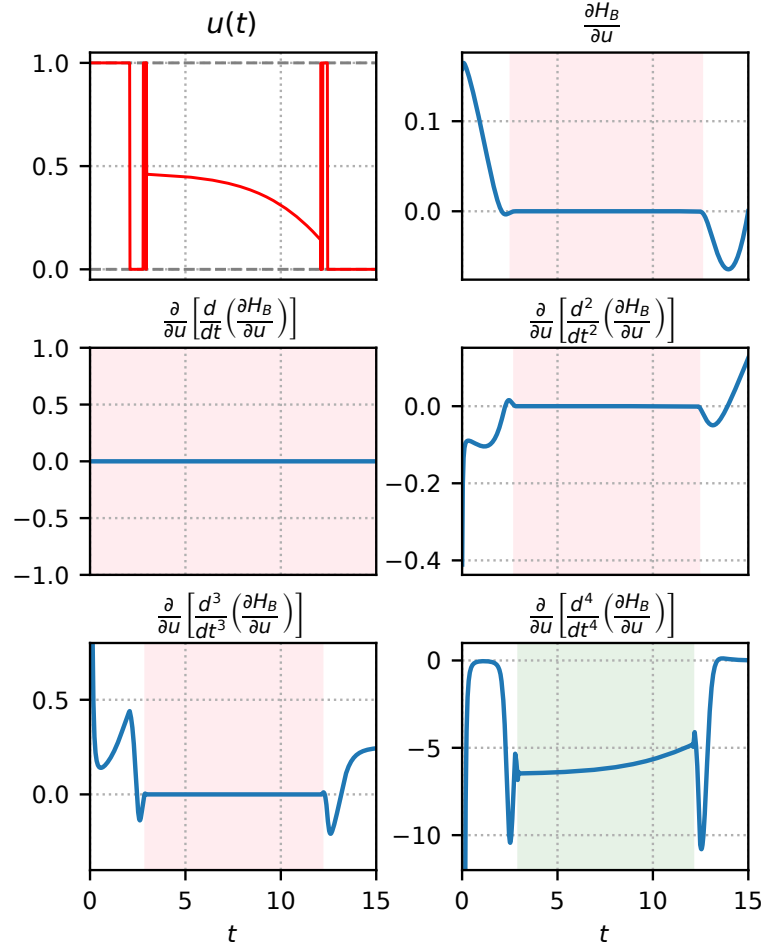 u(t)
∂H_B/∂u
1.0
0.5
0.0
0.1
0.0
∂/∂u [d/dt (∂H_B/∂u)]
∂/∂u [d²/dt² (∂H_B/∂u)]
1.0
0.5
0.0
−0.5
−1.0
0.0
−0.2
−0.4
∂/∂u [d³/dt³ (∂H_B/∂u)]
∂/∂u [d⁴/dt⁴ (∂H_B/∂u)]
0.5
0.0
0
−5
−10
0 5 10 15
0 5 10 15
t
t